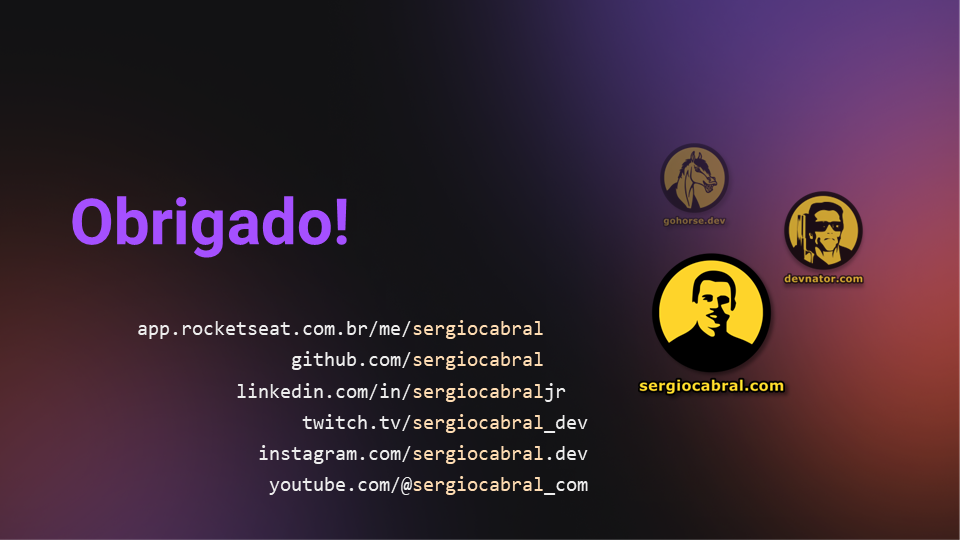 gohorse.dev
devnator.com
Obrigado!
sergiocabral.com
app.rocketseat.com.br/me/sergiocabral
github.com/sergiocabral
linkedin.com/in/sergiocabraljr
twitch.tv/sergiocabral_dev
instagram.com/sergiocabral.dev
youtube.com/@sergiocabral_com